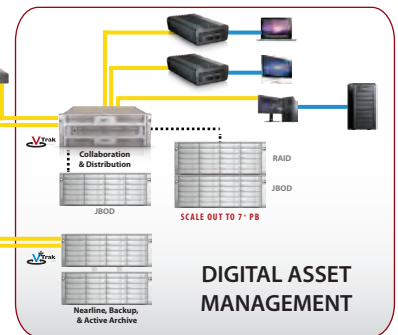 VTrak
Collaboration
& Distribution
RAID
JBOD
JBOD
SCALE OUT TO 7+ PB
VTrak
Nearline, Backup,
& Active Archive
DIGITAL ASSET
MANAGEMENT